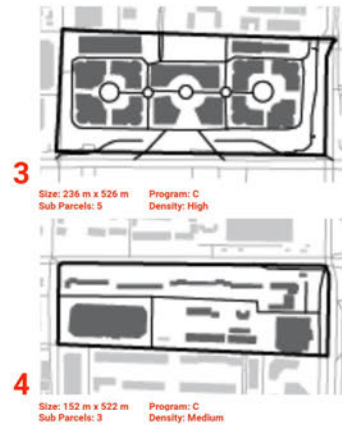 3
Size: 236 m x 526 m Program: C
Sub Parcels: 5 Density: High
4
Size: 152 m x 522 m Program: C
Sub Parcels: 3 Density: Medium